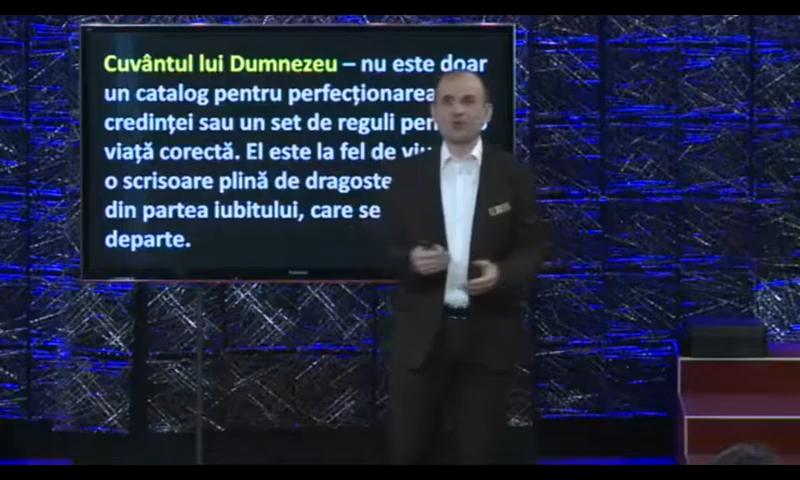 Cuvântul lui Dumnezeu – nu este doar
un catalog pentru perfecționarea
credinței sau un set de reguli
viață corectă. El este la fel de
o scrisoare plină de dragoste
din partea iubitului, care se
departe.